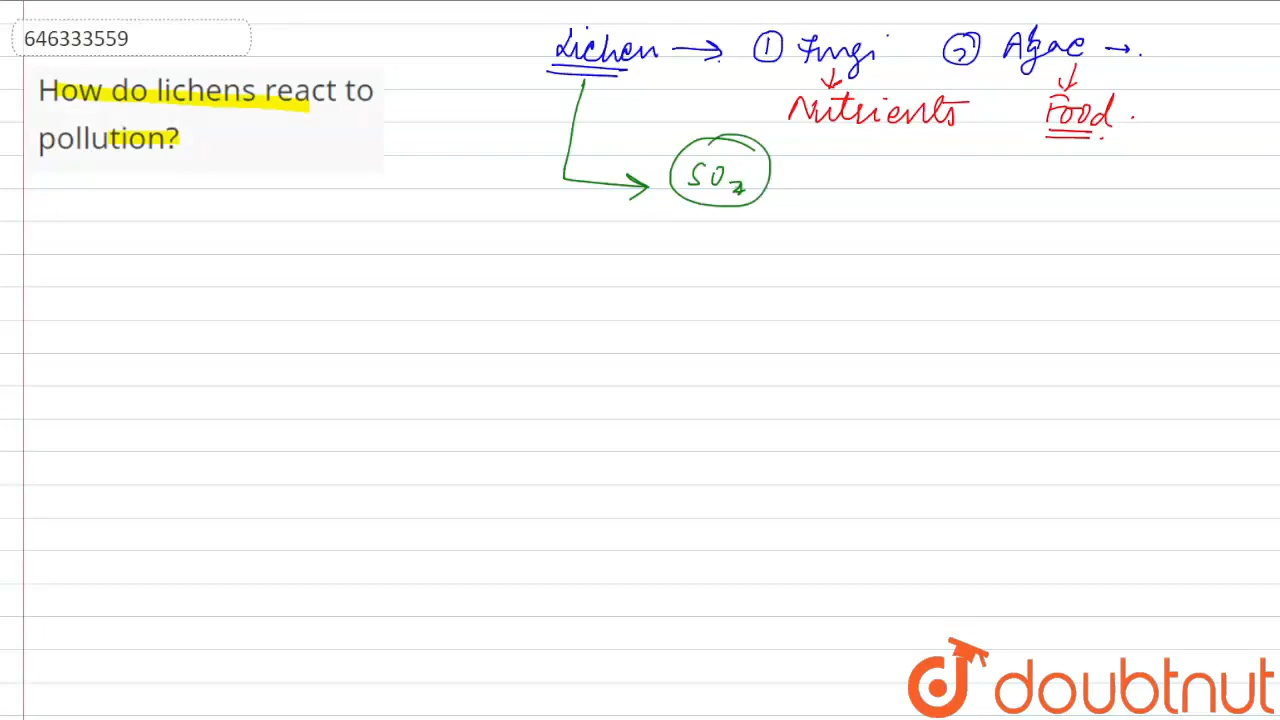 646333559
How do lichens react to
pollution?
Lichen → ① Fungi ② Algae →.
Nutrients Food.
SO2
doubtnut